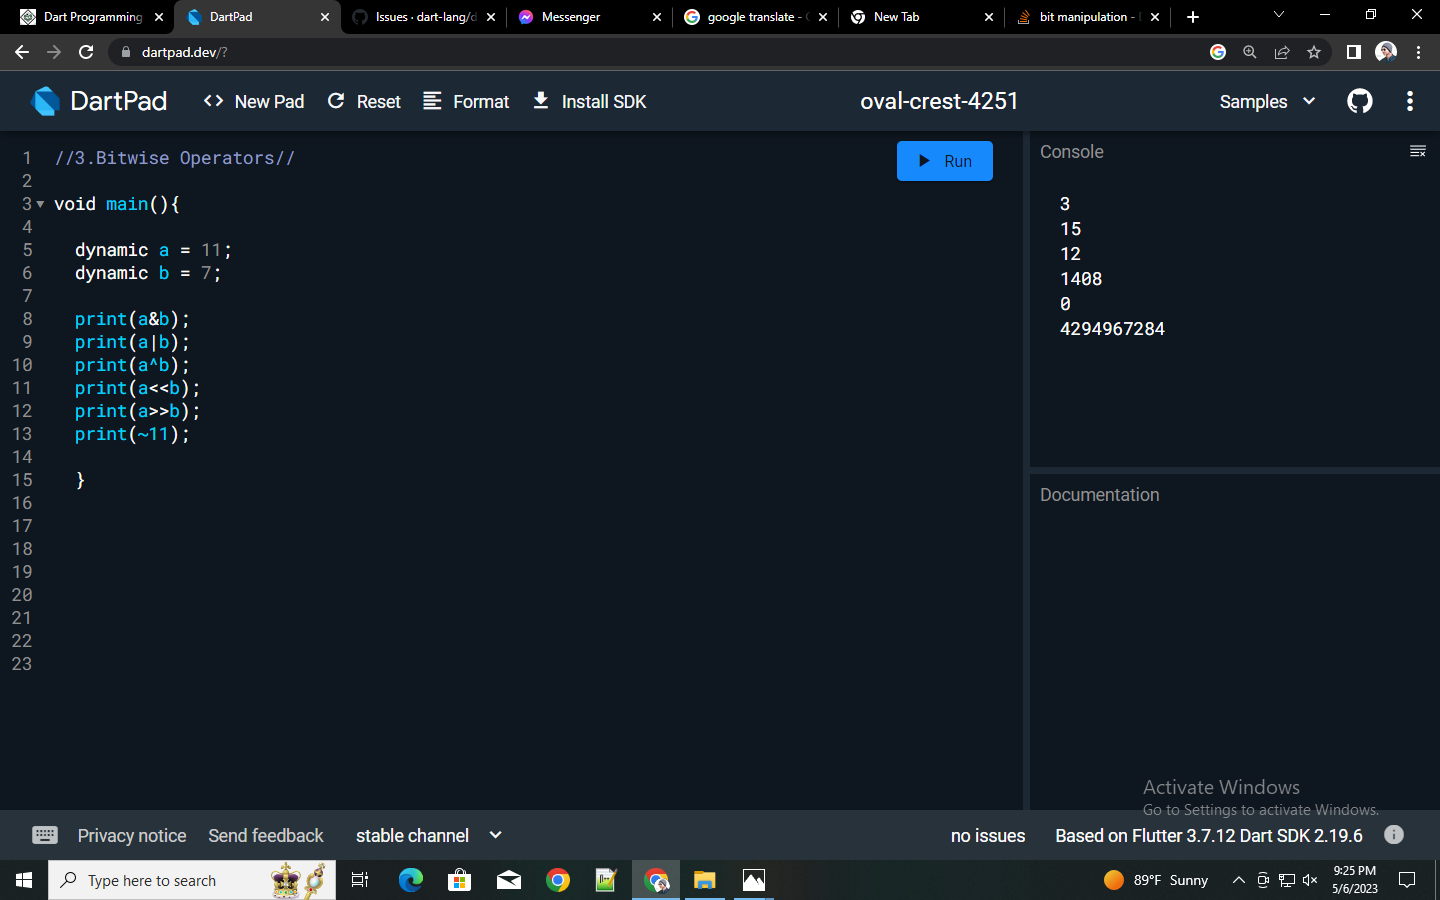 Dart Programming
DartPad
Issues · dart-lang/d
Messenger
google translate -
New Tab
bit manipulation -
dartpad.dev/?
DartPad
<> New Pad
Reset
Format
Install SDK
oval-crest-4251
Samples
1 //3.Bitwise Operators//
2
3 void main(){
4
5 dynamic a = 11;
6 dynamic b = 7;
7
8 print(a&b);
9 print(a|b);
10 print(a^b);
11 print(a<<b);
12 print(a>>b);
13 print(~11);
14
15 }
16
17
18
19
20
21
22
23
Run
Console
3
15
12
1408
0
4294967284
Documentation
Activate Windows
Go to Settings to activate Windows.
Privacy notice
Send feedback
stable channel
no issues
Based on Flutter 3.7.12 Dart SDK 2.19.6
Type here to search
89°F Sunny
9:25 PM
5/6/2023